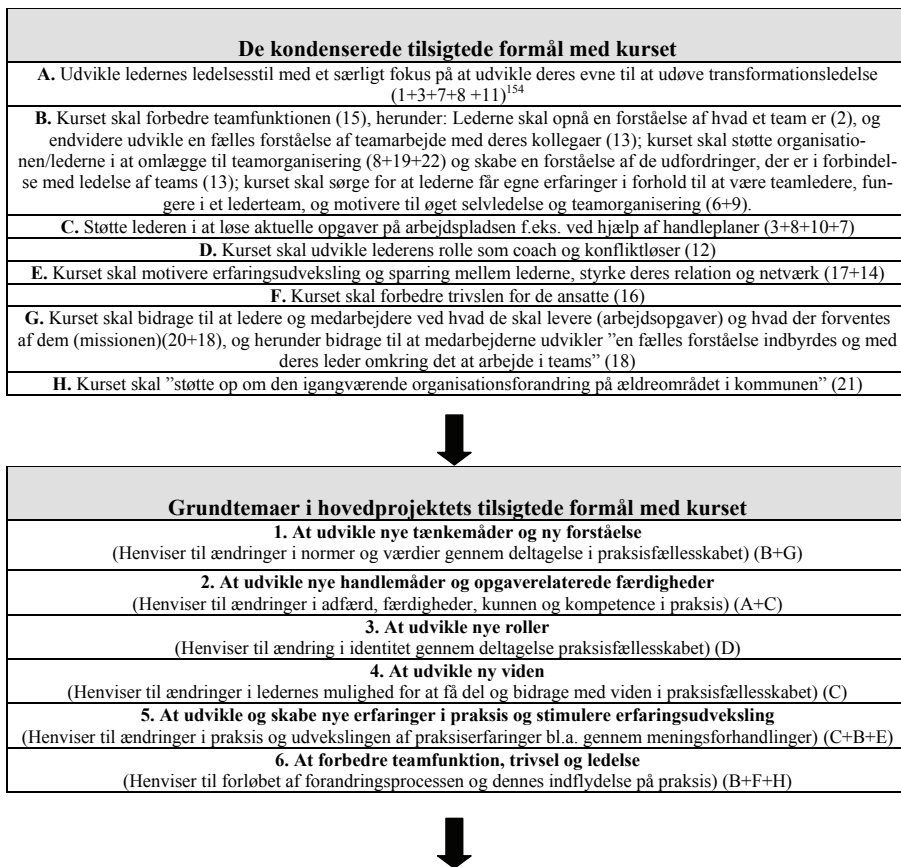 De kondenserede tilsigtede formål med kurset
A. Udvikle ledernes ledelsesstil med et særligt fokus på at udvikle deres evne til at udøve transformationsledelse
(1+3+7+8 +11)154
B. Kurset skal forbedre teamfunktionen (15), herunder: Lederne skal opnå en forståelse af hvad et team er (2), og
endvidere udvikle en fælles forståelse af teamarbejde med deres kollegaer (13); kurset skal støtte organisatio-
nen/lederne i at omlægge til teamorganisering (8+19+22) og skabe en forståelse af de udfordringer, der er i forbindel-
se med ledelse af teams (13); kurset skal sørge for at lederne får egne erfaringer i forhold til at være teamledere, fun-
gere i et lederteam, og motivere til øget selvledelse og teamorganisering (6+9).
C. Støtte lederen i at løse aktuelle opgaver på arbejdspladsen f.eks. ved hjælp af handleplaner (3+8+10+7)
D. Kurset skal udvikle lederens rolle som coach og konfliktløser (12)
E. Kurset skal motivere erfaringsudveksling og sparring mellem lederne, styrke deres relation og netværk (17+14)
F. Kurset skal forbedre trivslen for de ansatte (16)
G. Kurset skal bidrage til at ledere og medarbejdere ved hvad de skal levere (arbejdsopgaver) og hvad der forventes
af dem (missionen)(20+18), og herunder bidrage til at medarbejderne udvikler ”en fælles forståelse indbyrdes og med
deres leder omkring det at arbejde i teams” (18)
H. Kurset skal ”støtte op om den igangværende organisationsforandring på ældreområdet i kommunen” (21)
Grundtemaer i hovedprojektets tilsigtede formål med kurset
1. At udvikle nye tænkemåder og ny forståelse
(Henviser til ændringer i normer og værdier gennem deltagelse i praksisfællesskabet) (B+G)
2. At udvikle nye handlemåder og opgaverelaterede færdigheder
(Henviser til ændringer i adfærd, færdigheder, kunnen og kompetence i praksis) (A+C)
3. At udvikle nye roller
(Henviser til ændring i identitet gennem deltagelse praksisfællesskabet) (D)
4. At udvikle ny viden
(Henviser til ændringer i ledernes mulighed for at få del og bidrage med viden i praksisfællesskabet) (C)
5. At udvikle og skabe nye erfaringer i praksis og stimulere erfaringsudveksling
(Henviser til ændringer i praksis og udvekslingen af praksiserfaringer bl.a. gennem meningsforhandlinger) (C+B+E)
6. At forbedre teamfunktion, trivsel og ledelse
(Henviser til forløbet af forandringsprocessen og dennes indflydelse på praksis) (B+F+H)